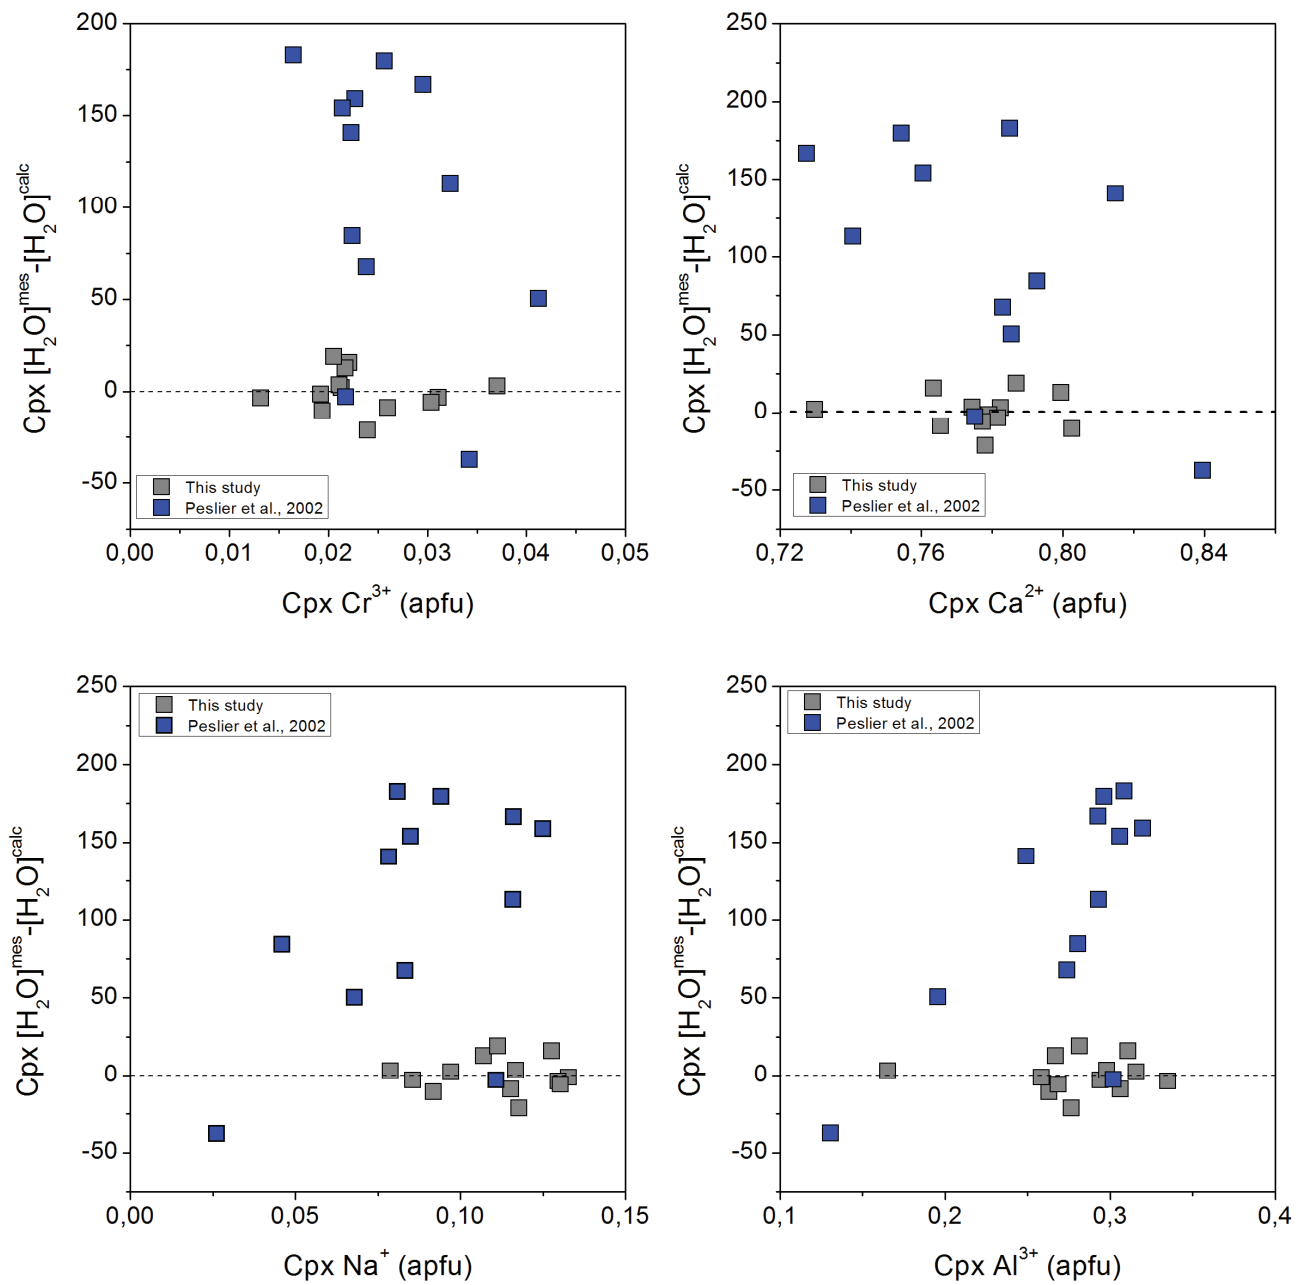 200
150
100
50
0
-50
Cpx [H₂O]ᵐᵉˢ-[H₂O]ᶜᵃˡᶜ
This study
Peslier et al., 2002
0,00 0,01 0,02 0,03 0,04 0,05
Cpx Cr³⁺ (apfu)
250
200
150
100
50
0
-50
Cpx [H₂O]ᵐᵉˢ-[H₂O]ᶜᵃˡᶜ
This study
Peslier et al., 2002
0,72 0,76 0,80 0,84
Cpx Ca²⁺ (apfu)
250
200
150
100
50
0
-50
Cpx [H₂O]ᵐᵉˢ-[H₂O]ᶜᵃˡᶜ
This study
Peslier et al., 2002
0,00 0,05 0,10 0,15
Cpx Na⁺ (apfu)
250
200
150
100
50
0
-50
Cpx [H₂O]ᵐᵉˢ-[H₂O]ᶜᵃˡᶜ
This study
Peslier et al., 2002
0,1 0,2 0,3 0,4
Cpx Al³⁺ (apfu)